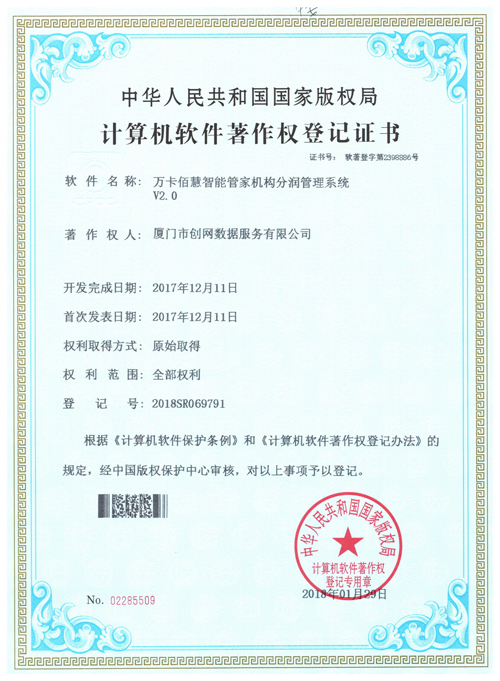 中华人民共和国国家版权局
计算机软件著作权登记证书
证书号： 软著登字第2398886号
软件名称： 万卡佰慧智能管家机构分润管理系统
V2.0
著作权人： 厦门市创网数据服务有限公司
开发完成日期： 2017年12月11日
首次发表日期： 2017年12月11日
权利取得方式： 原始取得
权利范围： 全部权利
登记号： 2018SR069791
根据《计算机软件保护条例》和《计算机软件著作权登记办法》的
规定，经中国版权保护中心审核，对以上事项予以登记。
中华人民共和国国家版权局
计算机软件著作权
登记专用章
2018年01月29日
No. 02285509